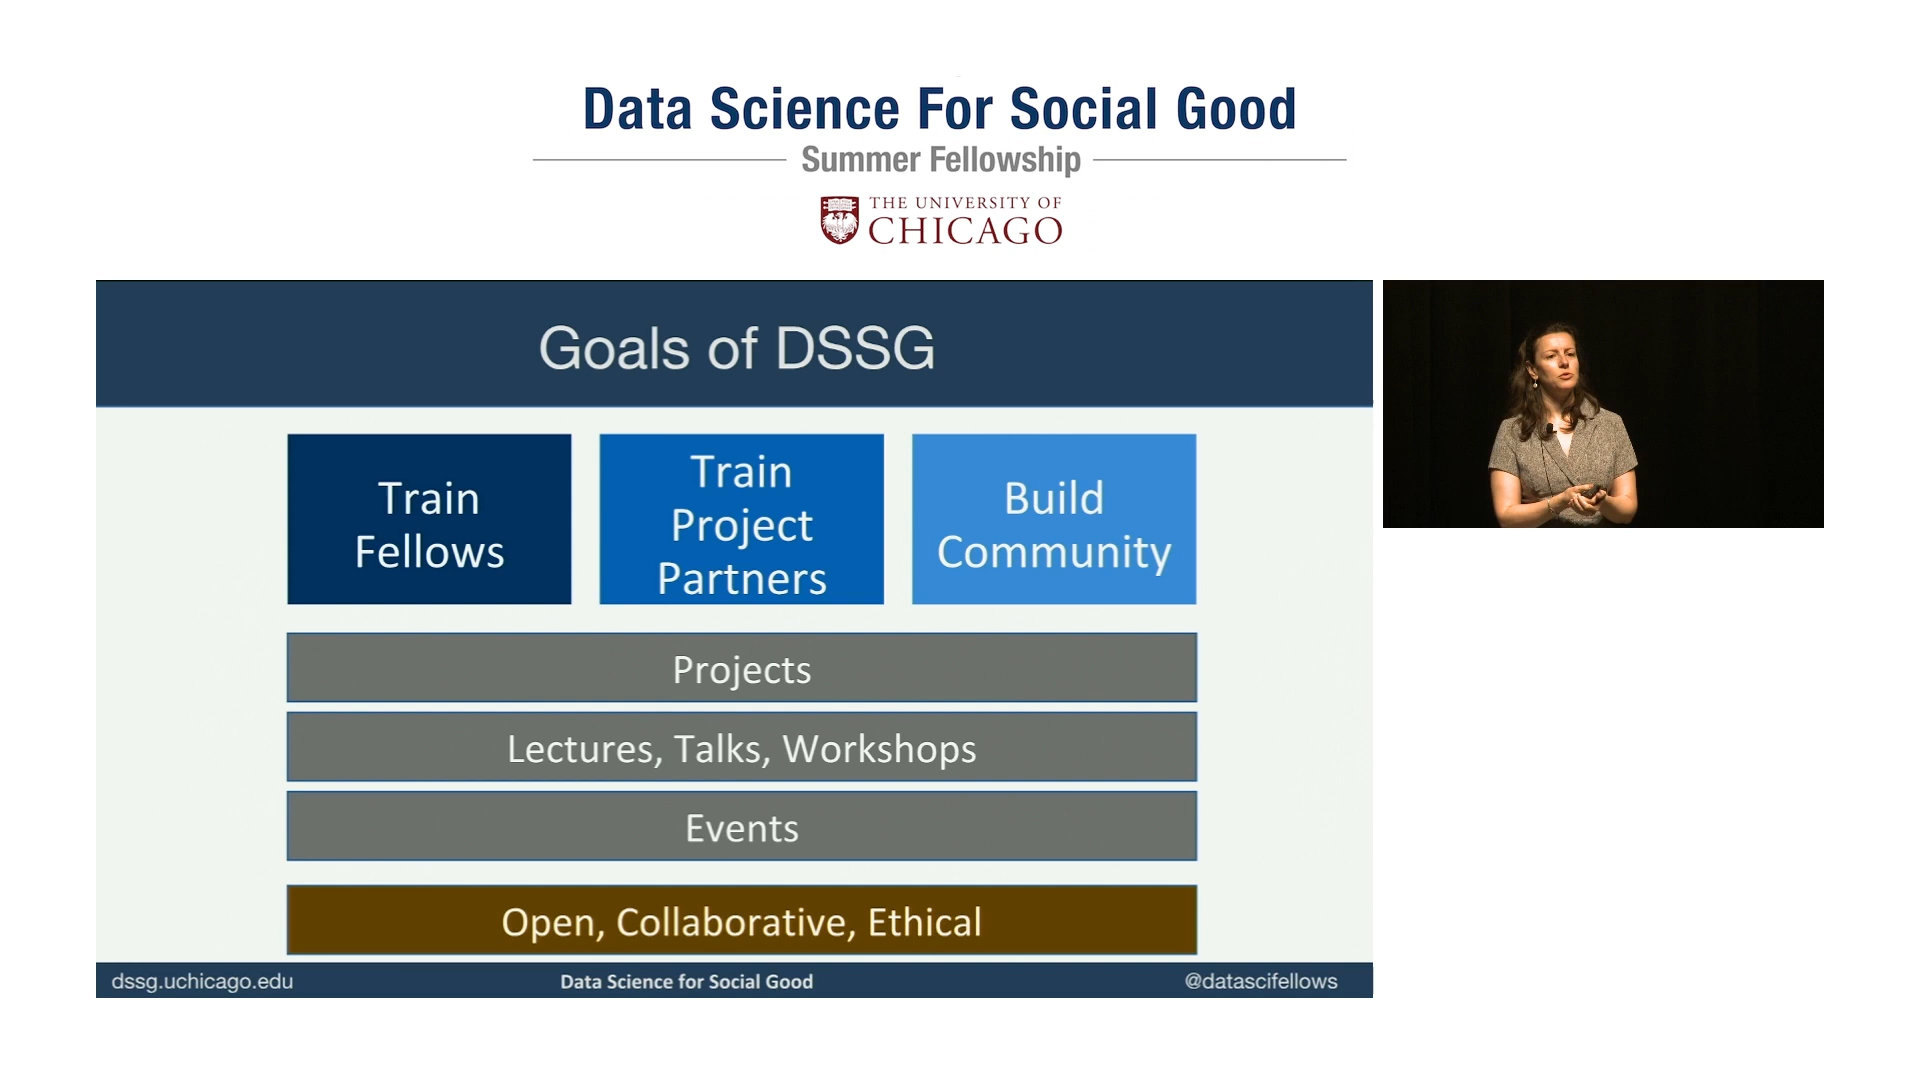 Data Science For Social Good
Summer Fellowship
THE UNIVERSITY OF
CHICAGO
Goals of DSSG
Train
Fellows
Train
Project
Partners
Build
Community
Projects
Lectures, Talks, Workshops
Events
Open, Collaborative, Ethical
dssg.uchicago.edu
Data Science for Social Good
@datascifellows